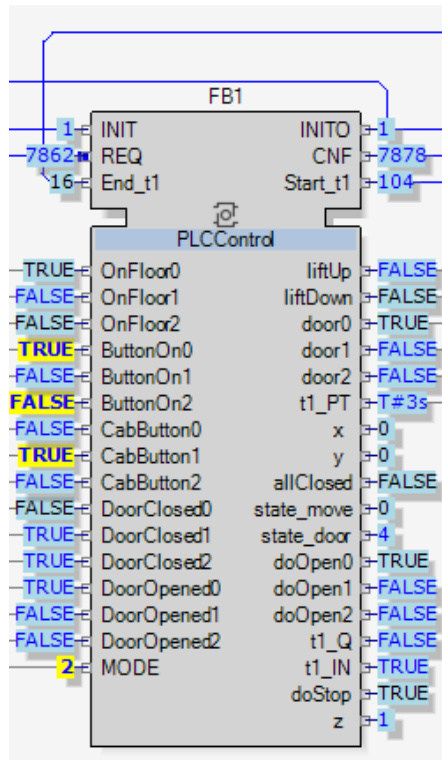 FB1
1 INIT INITO 1
7862 REQ CNF 7878
16 End_t1 Start_t1 104
PLCControl
TRUE OnFloor0 liftUp FALSE
FALSE OnFloor1 liftDown FALSE
FALSE OnFloor2 door0 TRUE
TRUE ButtonOn0 door1 FALSE
FALSE ButtonOn1 door2 FALSE
FALSE ButtonOn2 t1_PT T#3s
FALSE CabButton0 x 0
TRUE CabButton1 y 0
FALSE CabButton2 allClosed FALSE
FALSE DoorClosed0 state_move 0
TRUE DoorClosed1 state_door 4
TRUE DoorClosed2 doOpen0 TRUE
TRUE DoorOpened0 doOpen1 FALSE
FALSE DoorOpened1 doOpen2 FALSE
FALSE DoorOpened2 t1_Q FALSE
2 MODE t1_IN TRUE
doStop TRUE
z 1